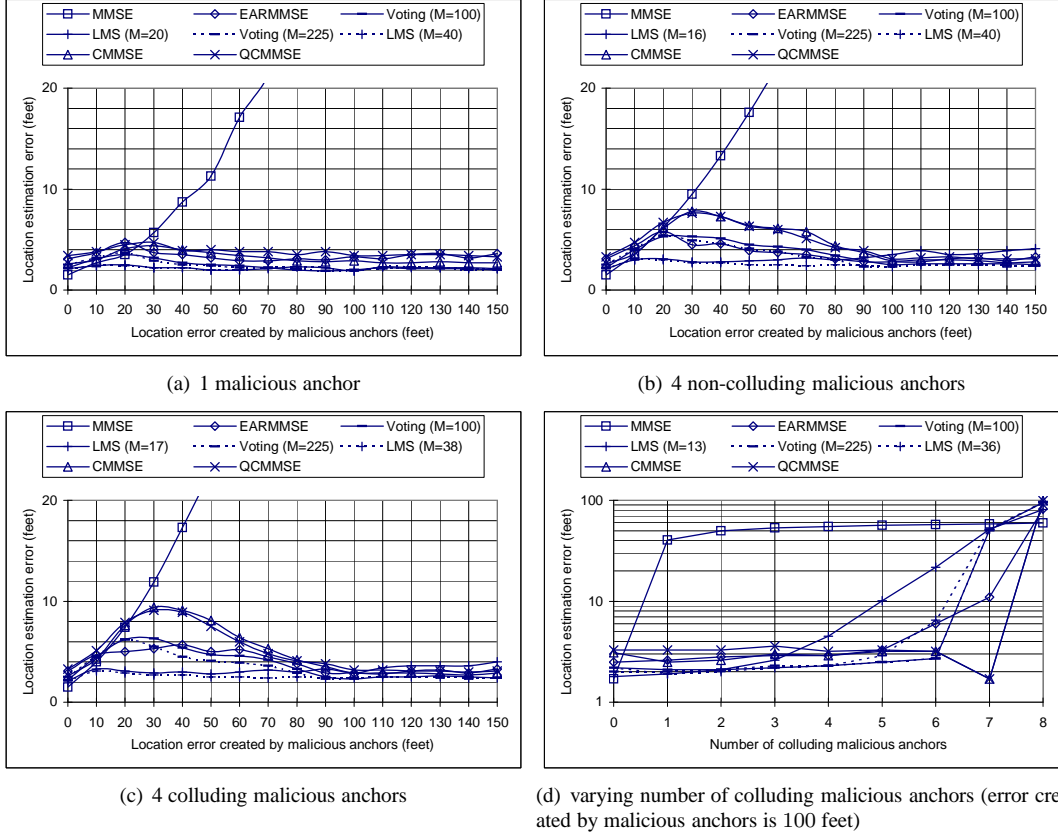 MMSE EARMMSE Voting (M=100)
LMS (M=20) Voting (M=225) LMS (M=40)
CMMSE QCMMSE
Location estimation error (feet)
20
10
0
0 10 20 30 40 50 60 70 80 90 100 110 120 130 140 150
Location error created by malicious anchors (feet)
(a) 1 malicious anchor
MMSE EARMMSE Voting (M=100)
LMS (M=16) Voting (M=225) LMS (M=40)
CMMSE QCMMSE
Location estimation error (feet)
20
10
0
0 10 20 30 40 50 60 70 80 90 100 110 120 130 140 150
Location error created by malicious anchors (feet)
(b) 4 non-colluding malicious anchors
MMSE EARMMSE Voting (M=100)
LMS (M=17) Voting (M=225) LMS (M=38)
CMMSE QCMMSE
Location estimation error (feet)
20
10
0
0 10 20 30 40 50 60 70 80 90 100 110 120 130 140 150
Location error created by malicious anchors (feet)
(c) 4 colluding malicious anchors
MMSE EARMMSE Voting (M=100)
LMS (M=13) Voting (M=225) LMS (M=36)
CMMSE QCMMSE
Location estimation error (feet)
100
10
1
0 1 2 3 4 5 6 7 8
Number of colluding malicious anchors
(d) varying number of colluding malicious anchors (error cre
ated by malicious anchors is 100 feet)